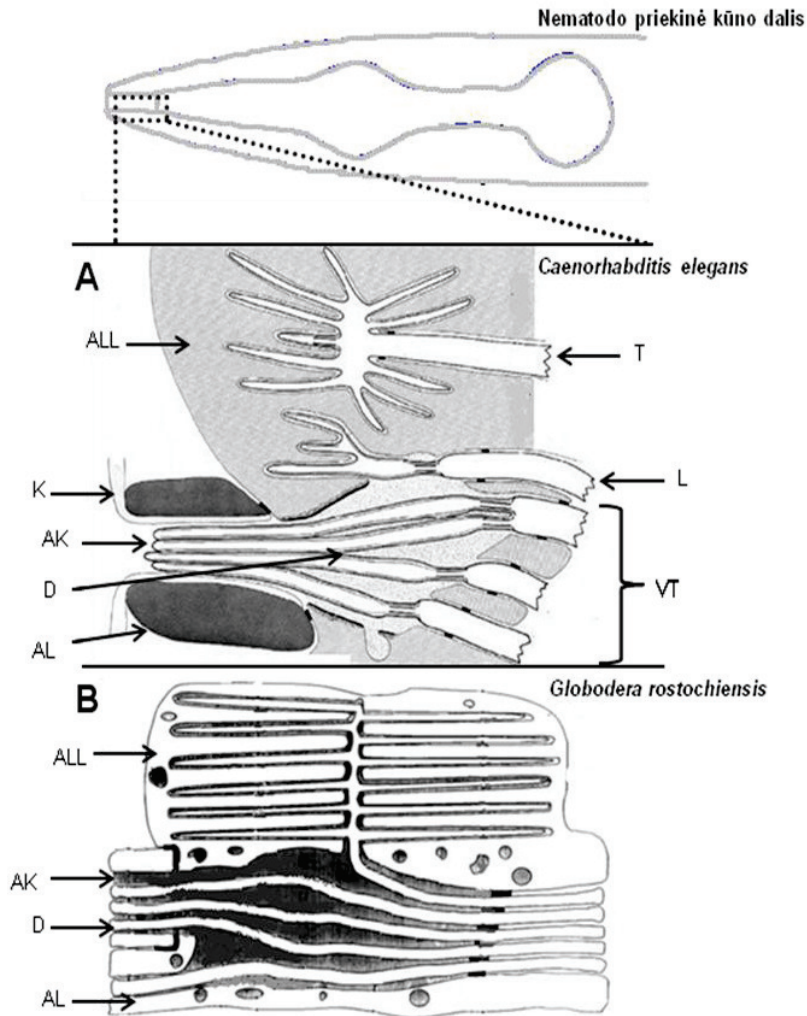 Nematodo priekinė kūno dalis
A
Caenorhabditis elegans
ALL
T
K
L
AK
D
VT
AL
B
Globodera rostochiensis
ALL
AK
D
AL